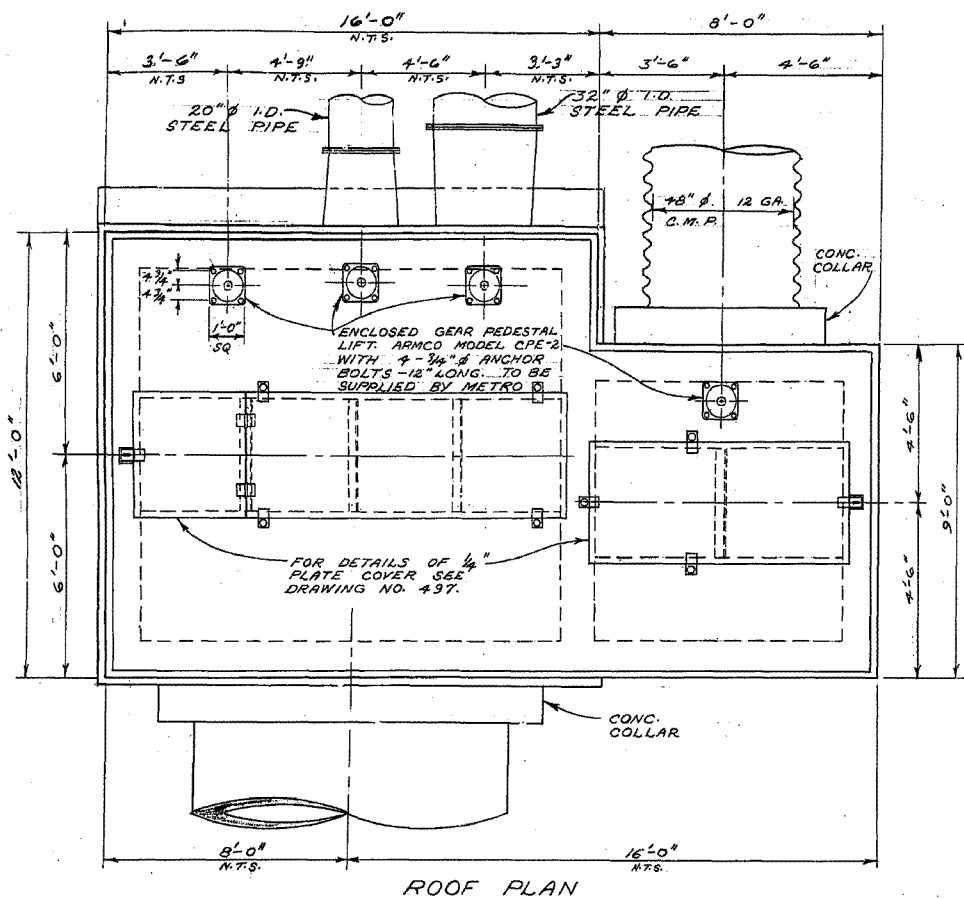 16'-0"
N.T.S.
8'-0"
3'-6"
N.T.S
4'-9"
N.T.S.
4'-6"
N.T.S.
3'-3"
N.T.S.
3'-6"
4'-6"
20" Ø I.D.
STEEL PIPE
32" Ø I.D.
STEEL PIPE
48" Ø 12 GA.
C.M.P.
CONC.
COLLAR
4 3/4"
4 3/4"
1'-0"
SQ
ENCLOSED GEAR PEDESTAL
LIFT. ARMCO MODEL CPE-2
WITH 4 - 3/4" Ø ANCHOR
BOLTS - 12" LONG. TO BE
SUPPLIED BY METRO
6'-0"
12'-0"
6'-0"
4'-6"
9'-0"
4'-6"
FOR DETAILS OF 1/4"
PLATE COVER SEE
DRAWING NO. 497.
CONC.
COLLAR
8'-0"
N.T.S.
16'-0"
N.T.S.
ROOF PLAN